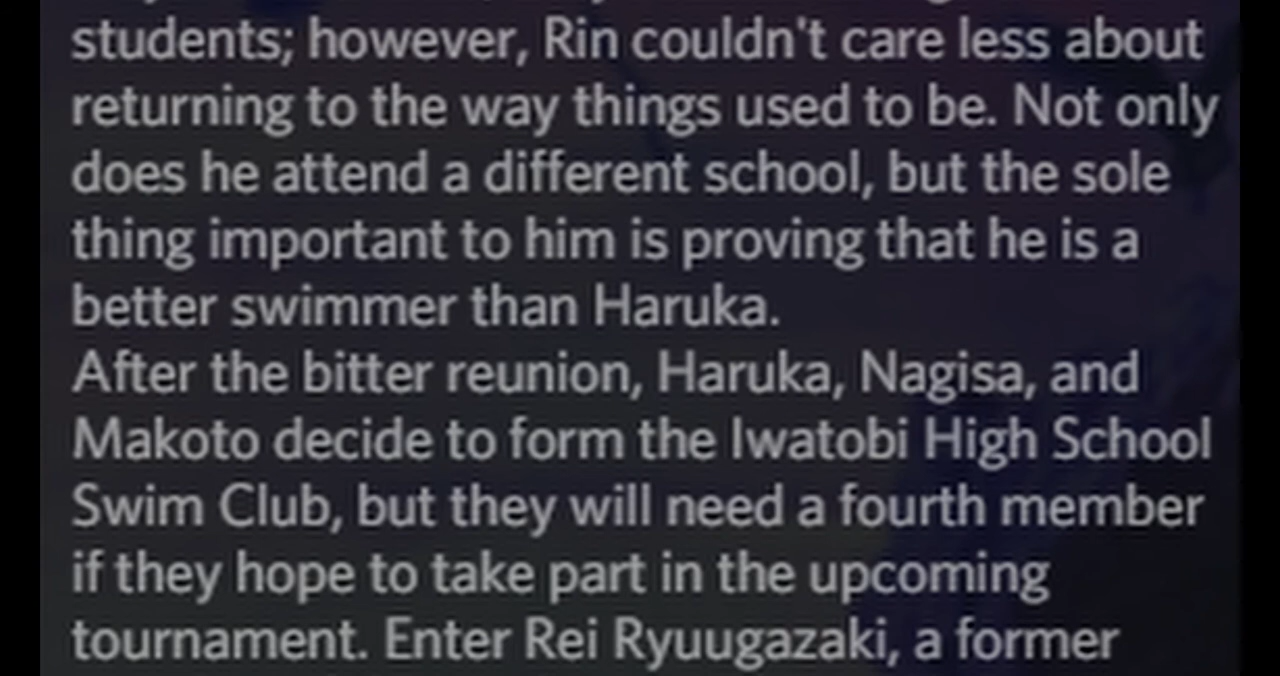 students; however, Rin couldn't care less about
returning to the way things used to be. Not only
does he attend a different school, but the sole
thing important to him is proving that he is a
better swimmer than Haruka.
After the bitter reunion, Haruka, Nagisa, and
Makoto decide to form the Iwatobi High School
Swim Club, but they will need a fourth member
if they hope to take part in the upcoming
tournament. Enter Rei Ryuugazaki, a former